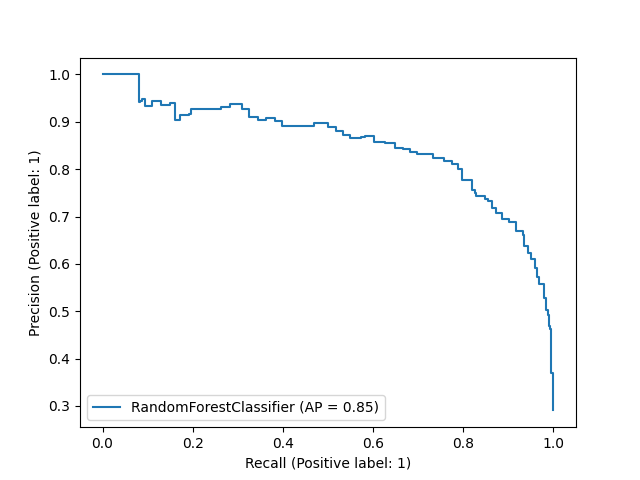 1.0
0.9
0.8
0.7
0.6
0.5
0.4
0.3
Precision (Positive label: 1)
RandomForestClassifier (AP = 0.85)
0.0 0.2 0.4 0.6 0.8 1.0
Recall (Positive label: 1)